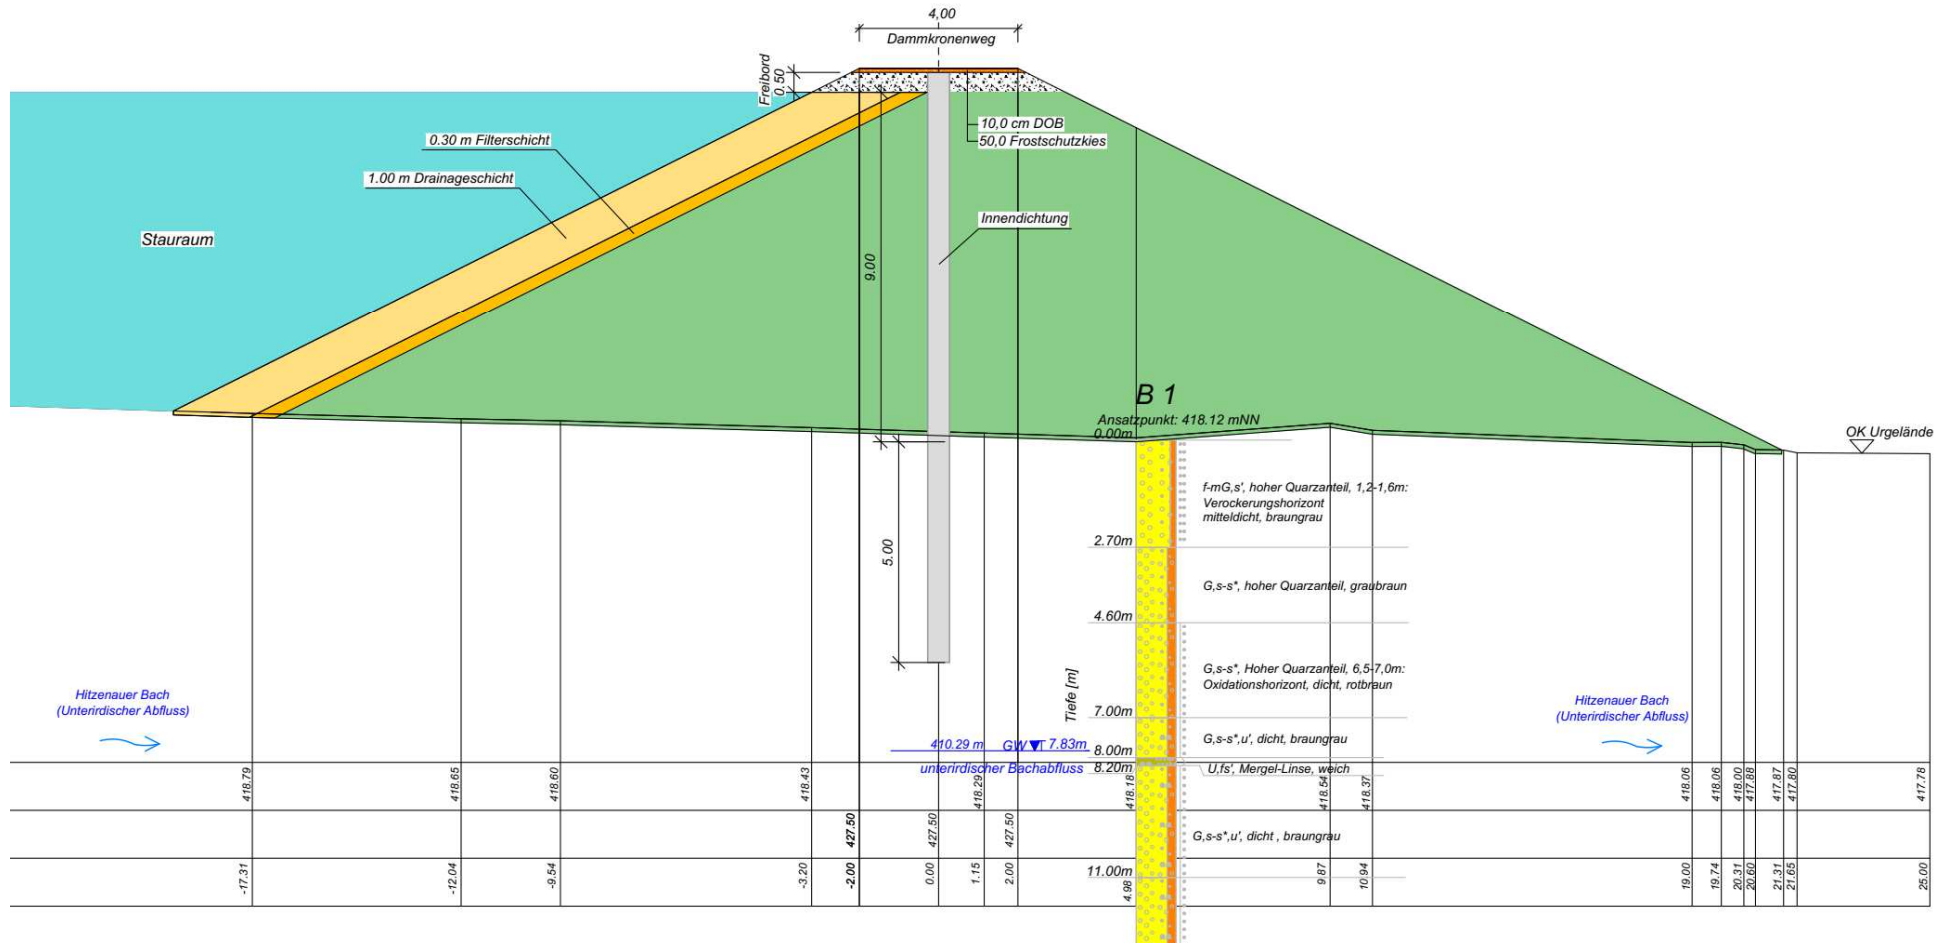 4,00
Dammkronenweg
Freibord
0.50
10,0 cm DOB
50,0 Frostschutzkies
0.30 m Filterschicht
1.00 m Drainageschicht
Innendichtung
Stauraum
9.00
B 1
Ansatzpunkt: 418.12 mNN
0.00m
OK Urgelände
f-mG,s', hoher Quarzanteil, 1,2-1,6m:
Verockerungshorizont
mitteldicht, braungrau
2.70m
5.00
G,s-s*, hoher Quarzanteil, graubraun
4.60m
G,s-s*, Hoher Quarzanteil, 6,5-7,0m:
Oxidationshorizont, dicht, rotbraun
Tiefe [m]
Hitzenauer Bach
(Unterirdischer Abfluss)
Hitzenauer Bach
(Unterirdischer Abfluss)
7.00m
G,s-s*,u', dicht, braungrau
410.29 m GW 7.83m
8.00m
unterirdischer Bachabfluss
8.20m
U,fs', Mergel-Linse, weich
418.79 418.65 418.60 418.43 418.29 418.18 418.54 418.37 418.06 418.06 418.00 417.88 417.87 417.80 417.78
427.50 427.50 427.50
G,s-s*,u', dicht , braungrau
11.00m
-17.31 -12.04 -9.54 -3.20 -2.00 0.00 1.15 2.00 4.98 9.87 10.94 19.00 19.74 20.31 20.60 21.31 21.65 25.00